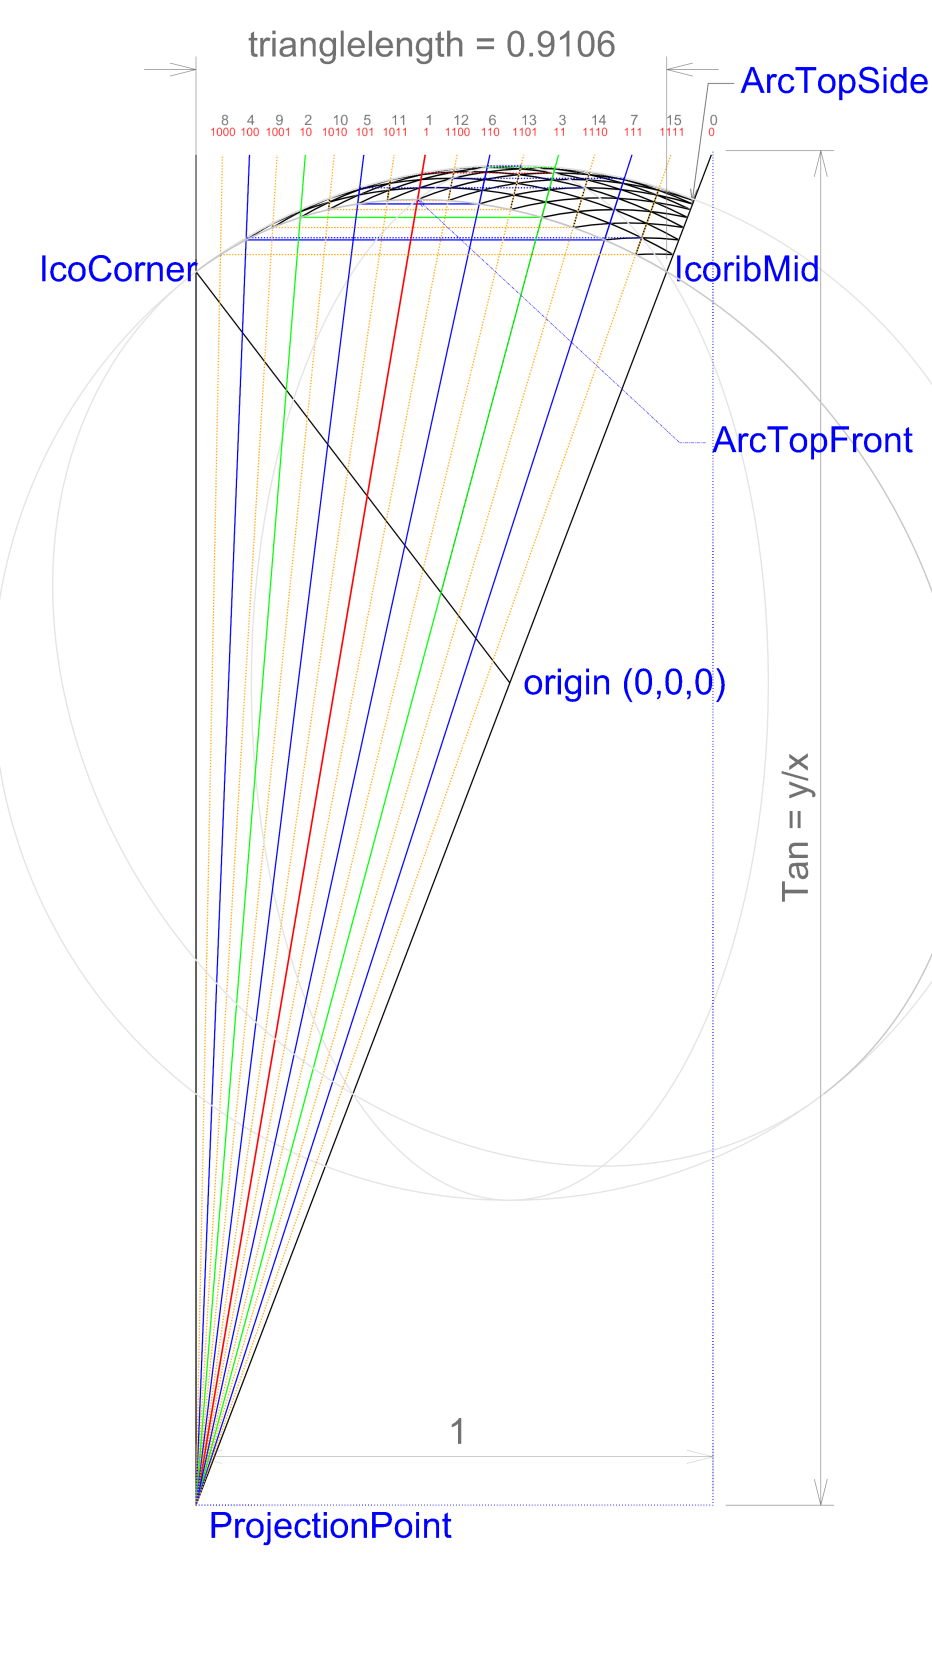 trianglelength = 0.9106
ArcTopSide
8 4 9 2 10 5 11 1 12 6 13 3 14 7 15 0
1000 100 1001 10 1010 101 1011 1 1100 110 1101 11 1110 111 1111 0
IcoCorner
IcoribMid
ArcTopFront
origin (0,0,0)
Tan = y/x
1
ProjectionPoint